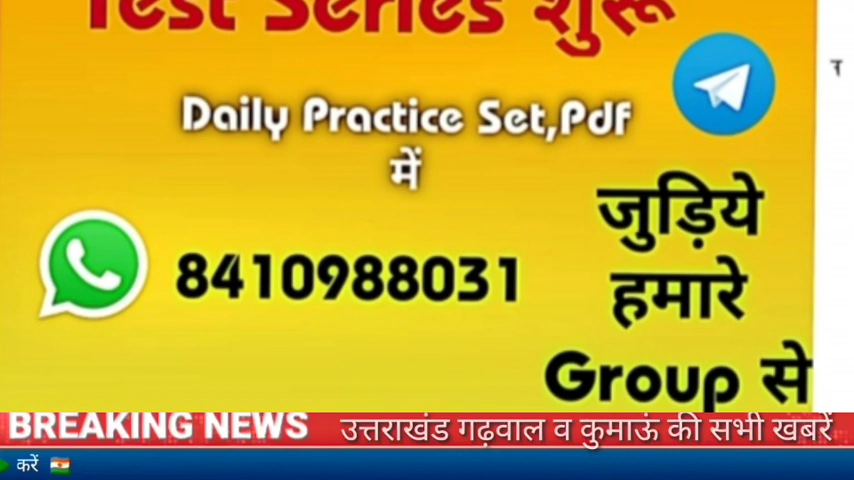 Test Series शुरू
Daily Practice Set,Pdf
में
8410988031
जुड़िये
हमारे
Group से
BREAKING NEWS उत्तराखंड गढ़वाल व कुमाऊं की सभी खबरें
करें 🇮🇳